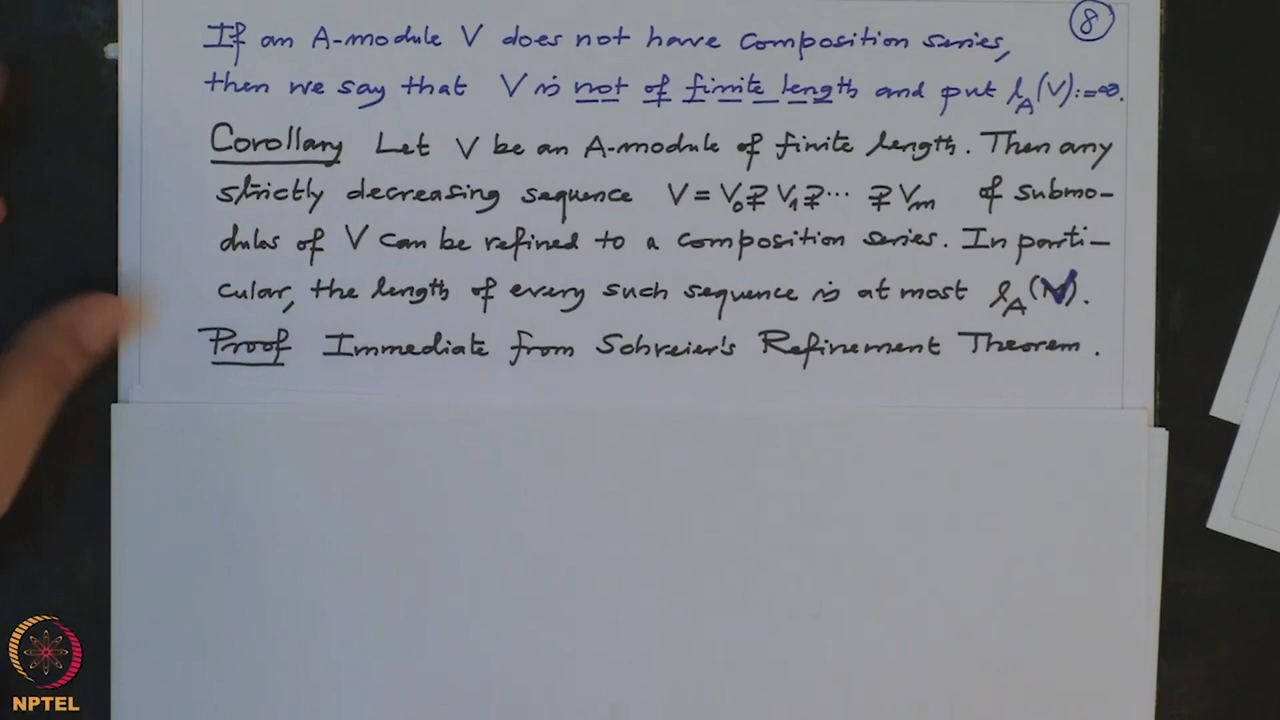 8
If an A-module V does not have composition series,
then we say that V is not of finite length and put ℓ_A(V):=∞.
Corollary Let V be an A-module of finite length. Then any
strictly decreasing sequence V = V₀ ⊋ V₁ ⊋ ⋯ ⊋ Vₘ of submo-
dules of V can be refined to a composition series. In parti-
cular, the length of every such sequence is at most ℓ_A(V).
Proof Immediate from Schreier's Refinement Theorem.
NPTEL